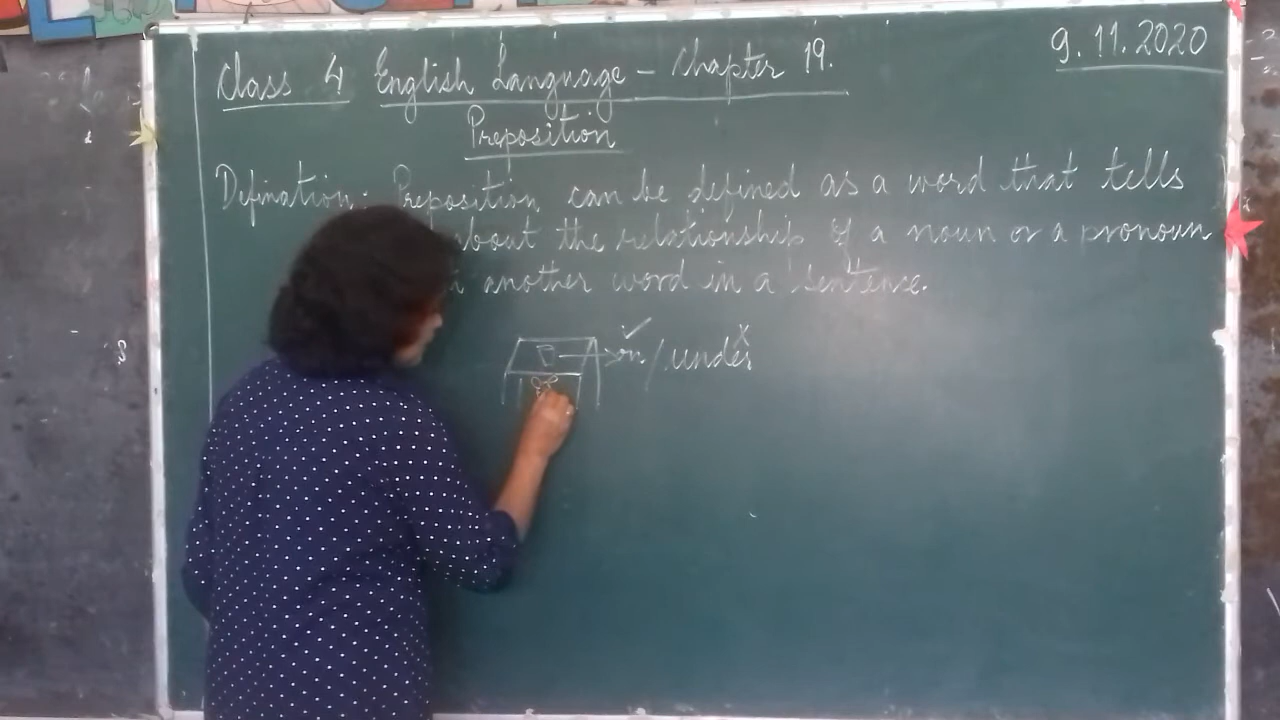 Class 4 English Language – Chapter 19.
9.11.2020
Preposition
Defination: Preposition can be defined as a word that tells
about the relationship of a noun or a pronoun
another word in a sentence.
on / under